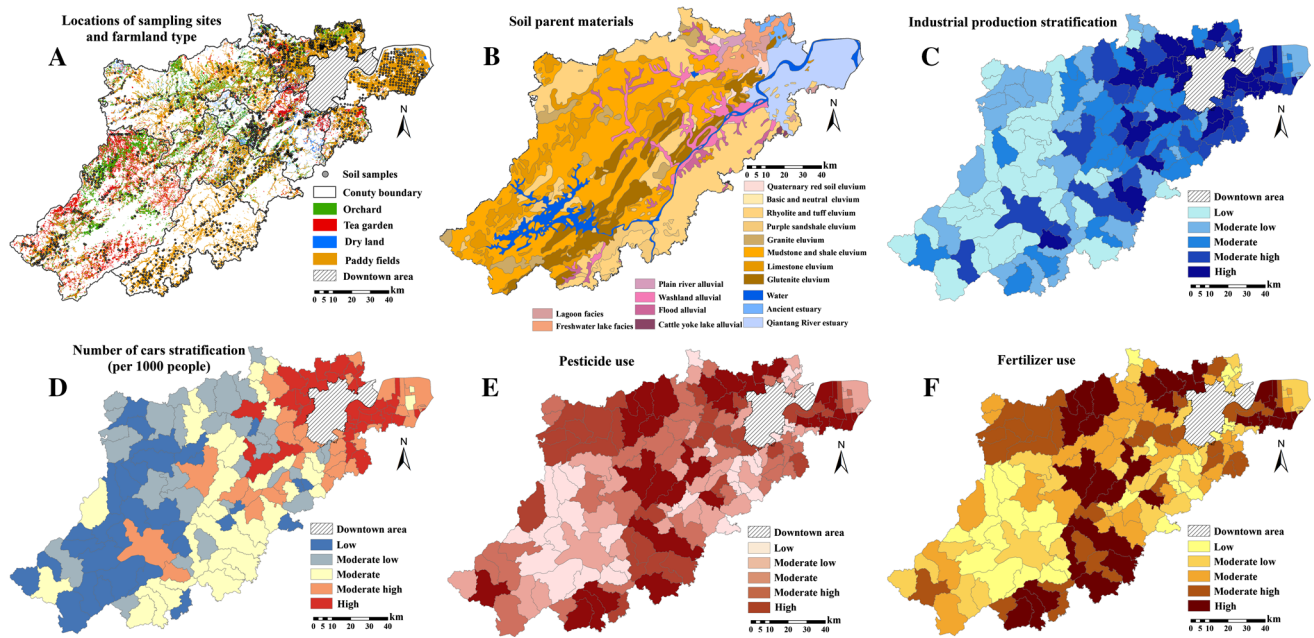 Locations of sampling sites
and farmland type
A
N
Soil samples
Conuty boundary
Orchard
Tea garden
Dry land
Paddy fields
Downtown area
0 5 10 20 30 40
km
Soil parent materials
B
N
km
0 5 10 20 30 40
Quaternary red soil eluvium
Basic and neutral eluvium
Rhyolite and tuff eluvium
Purple sandshale eluvium
Granite eluvium
Mudstone and shale eluvium
Limestone eluvium
Glutenite eluvium
Plain river alluvial
Washland alluvial
Flood alluvial
Cattle yoke lake alluvial
Water
Ancient estuary
Qiantang River estuary
Lagoon facies
Freshwater lake facies
Industrial production stratification
C
N
Downtown area
Low
Moderate low
Moderate
Moderate high
High
km
0 5 10 20 30 40
Number of cars stratification
(per 1000 people)
D
N
Downtown area
Low
Moderate low
Moderate
Moderate high
High
km
0 5 10 20 30 40
Pesticide use
E
N
Downtown area
Low
Moderate low
Moderate
Moderate high
High
km
0 5 10 20 30 40
Fertilizer use
F
N
Downtown area
Low
Moderate low
Moderate
Moderate high
High
km
0 5 10 20 30 40